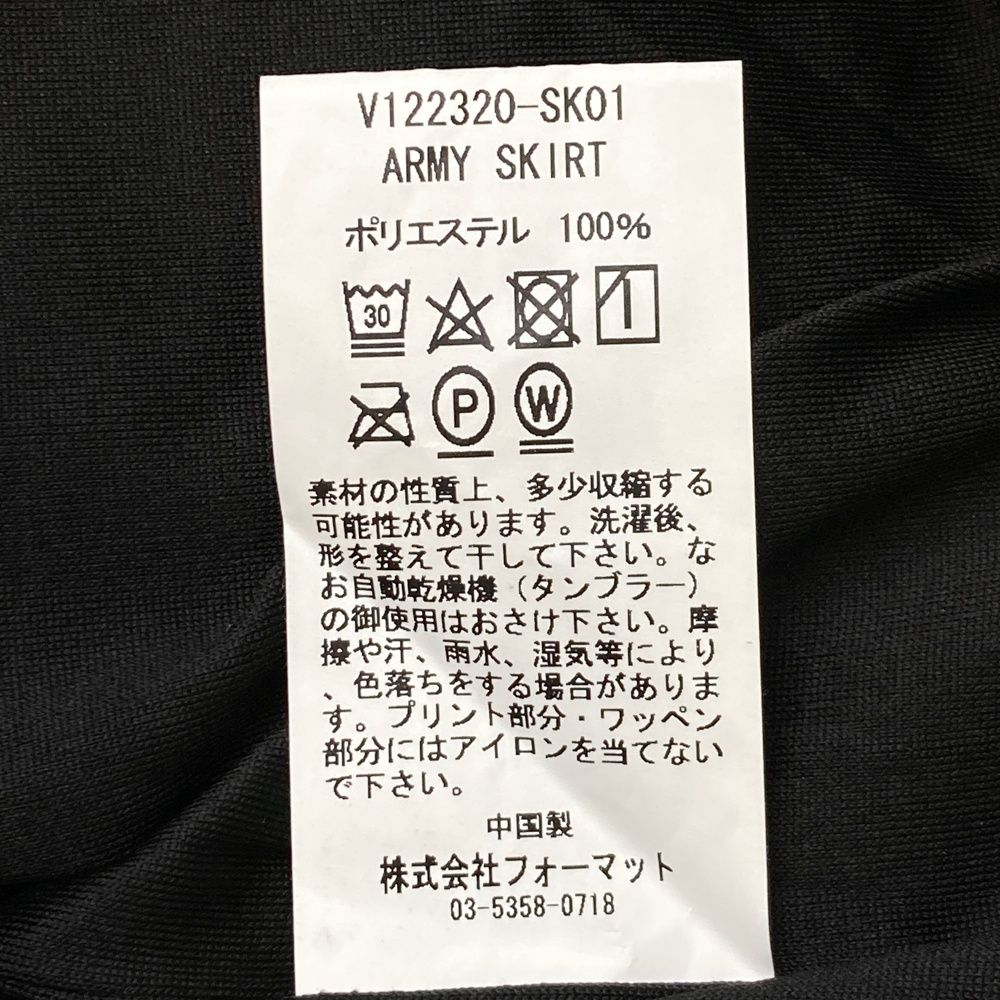 V122320-SK01
ARMY SKIRT
ポリエステル 100%
30
P W
素材の性質上、多少収縮する
可能性があります。洗濯後、
形を整えて干して下さい。な
お自動乾燥機（タンブラー）
の御使用はおさけ下さい。摩
擦や汗、雨水、湿気等により
、色落ちをする場合がありま
す。プリント部分・ワッペン
部分にはアイロンを当てない
で下さい。
中国製
株式会社フォーマット
03-5358-0718